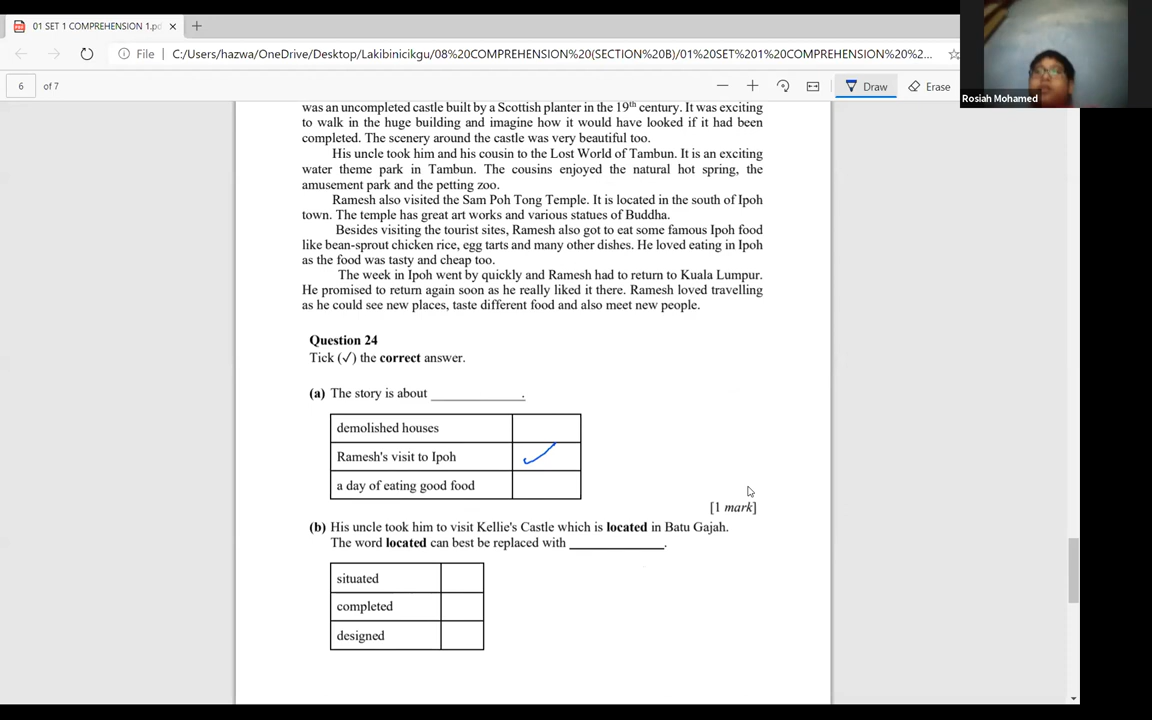 01 SET 1 COMPREHENSION 1.pd
File C:/Users/hazwa/OneDrive/Desktop/Lakibinicikgu/08%20COMPREHENSION%20(SECTION%20B)/01%20SET%201%20COMPREHENSION%20%2...
6 of 7 Draw Erase
Rosiah Mohamed
was an uncompleted castle built by a Scottish planter in the 19th century. It was exciting
to walk in the huge building and imagine how it would have looked if it had been
completed. The scenery around the castle was very beautiful too.
His uncle took him and his cousin to the Lost World of Tambun. It is an exciting
water theme park in Tambun. The cousins enjoyed the natural hot spring, the
amusement park and the petting zoo.
Ramesh also visited the Sam Poh Tong Temple. It is located in the south of Ipoh
town. The temple has great art works and various statues of Buddha.
Besides visiting the tourist sites, Ramesh also got to eat some famous Ipoh food
like bean-sprout chicken rice, egg tarts and many other dishes. He loved eating in Ipoh
as the food was tasty and cheap too.
The week in Ipoh went by quickly and Ramesh had to return to Kuala Lumpur.
He promised to return again soon as he really liked it there. Ramesh loved travelling
as he could see new places, taste different food and also meet new people.
Question 24
Tick (✓) the correct answer.
(a) The story is about ____________.
demolished houses
Ramesh's visit to Ipoh ✓
a day of eating good food
[1 mark]
(b) His uncle took him to visit Kellie's Castle which is located in Batu Gajah.
The word located can best be replaced with ____________.
situated
completed
designed